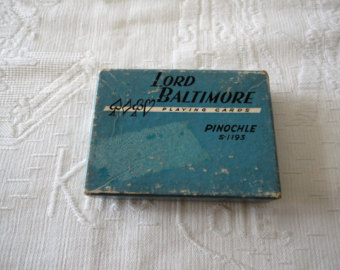 LORD
BALTIMORE
PLAYING CARDS
PINOCHLE
S-1193